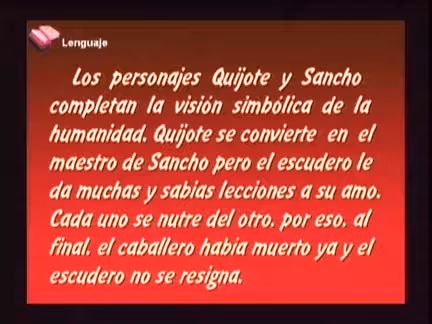 Lenguaje
Los personajes Quijote y Sancho
completan la visión simbólica de la
humanidad. Quijote se convierte en el
maestro de Sancho pero el escudero le
da muchas y sabias lecciones a su amo.
Cada uno se nutre del otro, por eso, al
final, el caballero había muerto ya y el
escudero no se resigna.